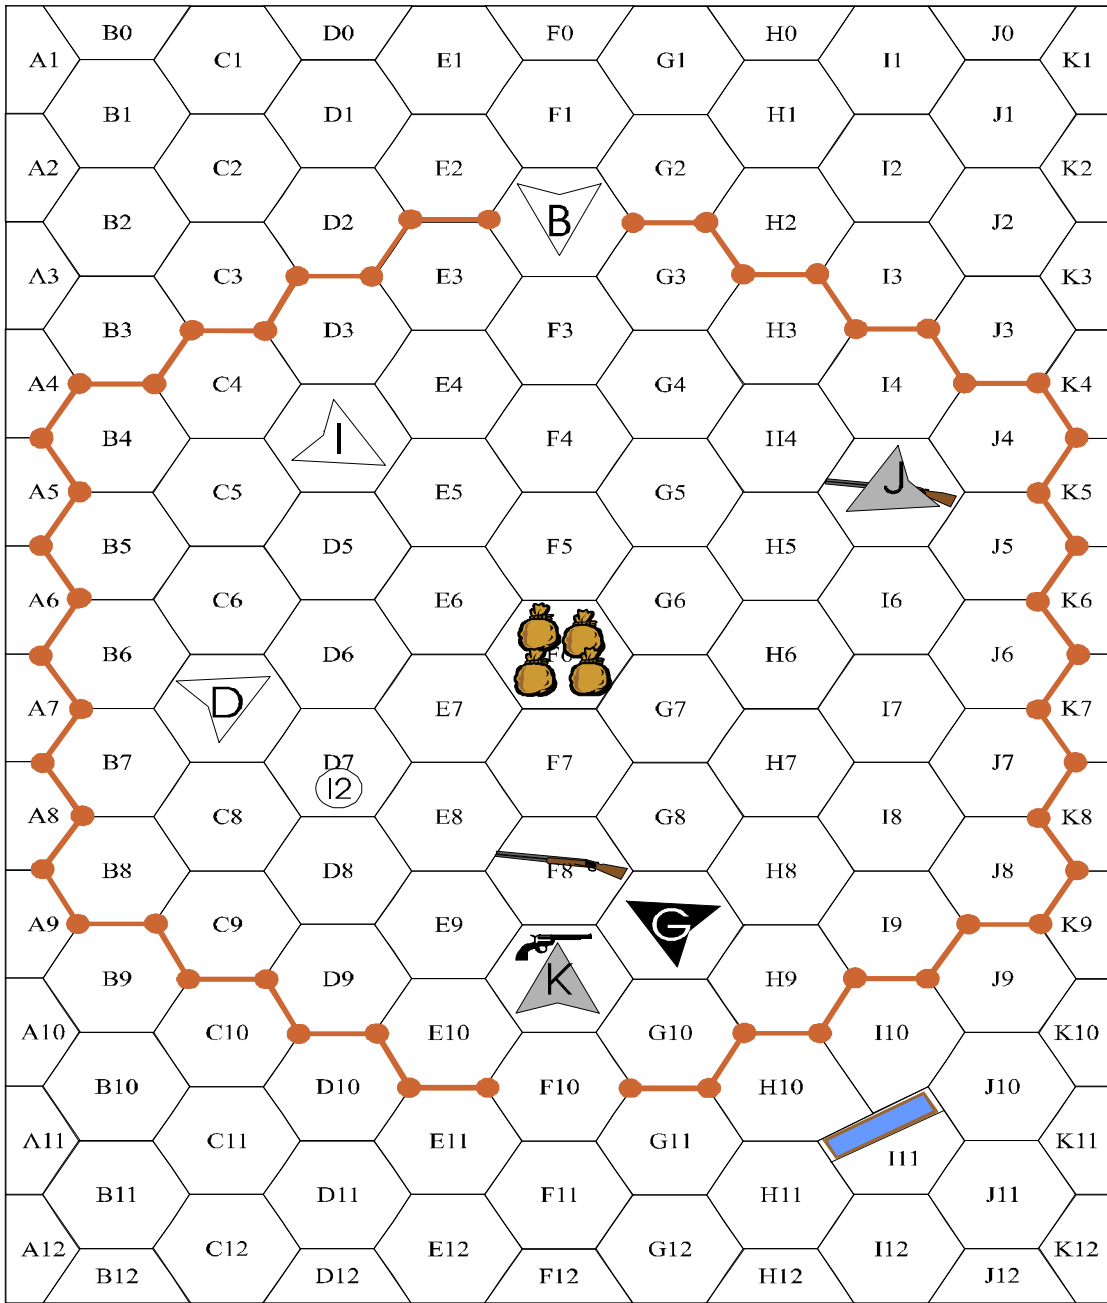 B0 D0 F0 H0 J0
A1 C1 E1 G1 I1 K1
B1 D1 F1 H1 J1
A2 C2 E2 G2 I2 K2
B2 D2 B H2 J2
A3 C3 E3 G3 I3 K3
B3 D3 F3 H3 J3
A4 C4 E4 G4 I4 K4
B4 I F4 H4 J4
A5 C5 E5 G5 J K5
B5 D5 F5 H5 J5
A6 C6 E6 G6 I6 K6
B6 D6 F6 H6 J6
A7 D E7 G7 I7 K7
B7 D7 F7 H7 J7
12
A8 C8 E8 G8 I8 K8
B8 D8 F8 H8 J8
A9 C9 E9 G I9 K9
B9 D9 K H9 J9
A10 C10 E10 G10 I10 K10
B10 D10 F10 H10 J10
A11 C11 E11 G11 I11 K11
B11 D11 F11 H11 J11
A12 C12 E12 G12 I12 K12
B12 D12 F12 H12 J12